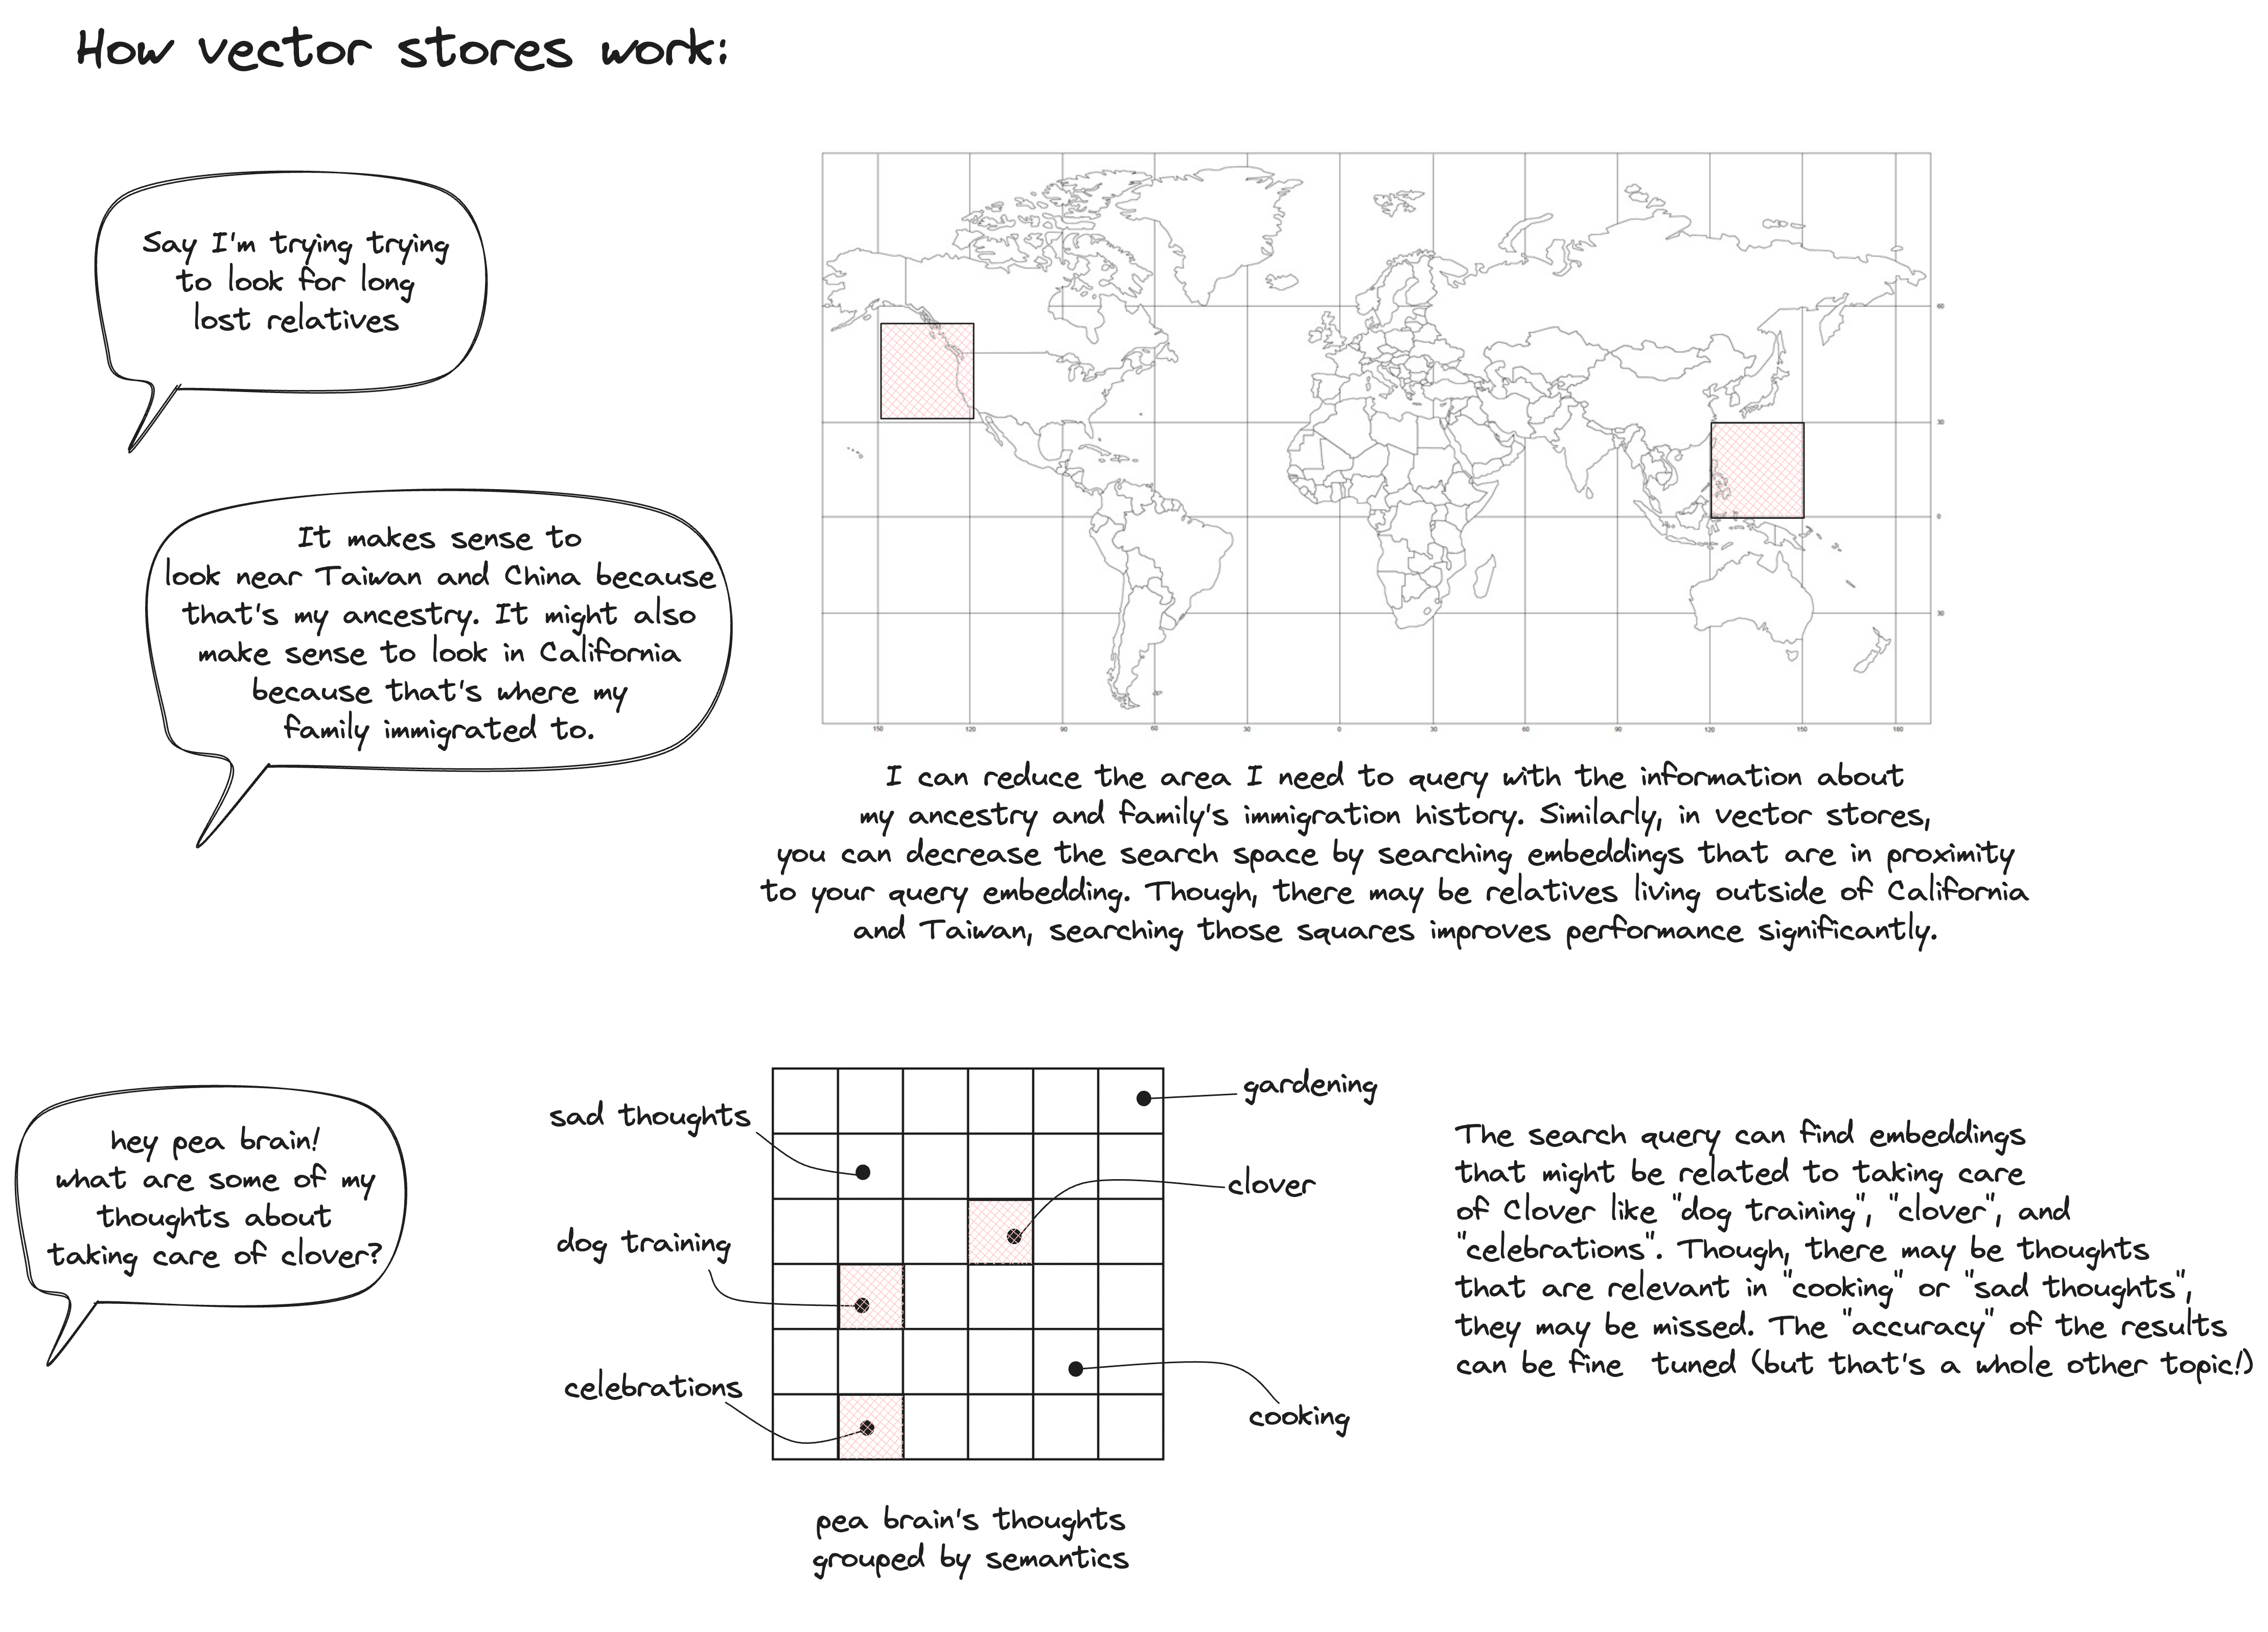 How vector stores work:
Say I'm trying trying
to look for long
lost relatives
It makes sense to
look near Taiwan and China because
that's my ancestry. It might also
make sense to look in California
because that's where my
family immigrated to.
60
30
0
30
150 120 90 60 30 0 30 60 90 120 150 180
I can reduce the area I need to query with the information about
my ancestry and family's immigration history. Similarly, in vector stores,
you can decrease the search space by searching embeddings that are in proximity
to your query embedding. Though, there may be relatives living outside of California
and Taiwan, searching those squares improves performance significantly.
hey pea brain!
what are some of my
thoughts about
taking care of clover?
sad thoughts
dog training
celebrations
gardening
clover
cooking
pea brain's thoughts
grouped by semantics
The search query can find embeddings
that might be related to taking care
of Clover like "dog training", "clover", and
"celebrations". Though, there may be thoughts
that are relevant in "cooking" or "sad thoughts",
they may be missed. The "accuracy" of the results
can be fine tuned (but that's a whole other topic!)